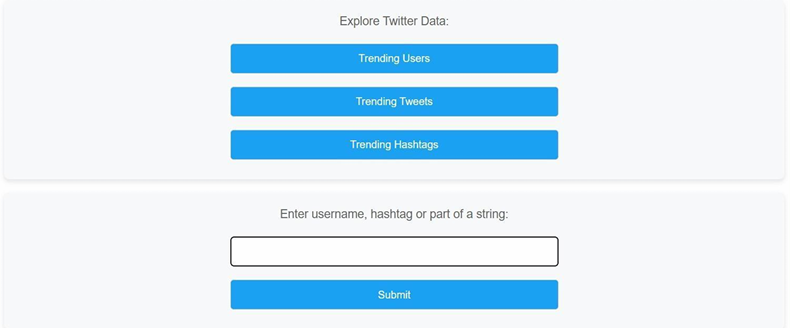 Explore Twitter Data:
Trending Users
Trending Tweets
Trending Hashtags
Enter username, hashtag or part of a string:
Submit